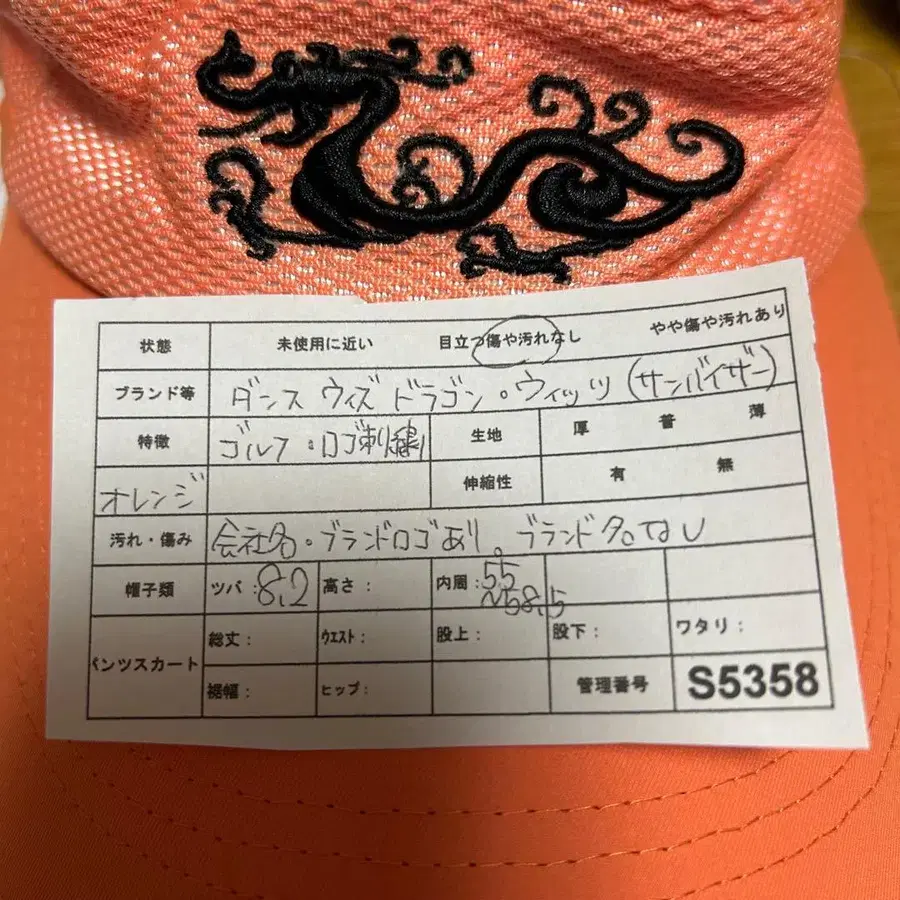 状態 未使用に近い 目立つ傷や汚れなし やや傷や汚れあり
ブランド等 ダンス ウィズ ドラゴン・ウィッツ(サンバイザー)
特徴 ゴルフ・ロゴ刺繍 生地 厚 普 薄
オレンジ 伸縮性 有 無
汚れ・傷み 会社名・ブランドロゴあり。ブランド名なし
帽子類 ツバ:8.2 高さ: 内周:55
~58.5
パンツスカート 総丈: ウエスト: 股上: 股下: ワタリ:
裾幅: ヒップ: 管理番号 S5358